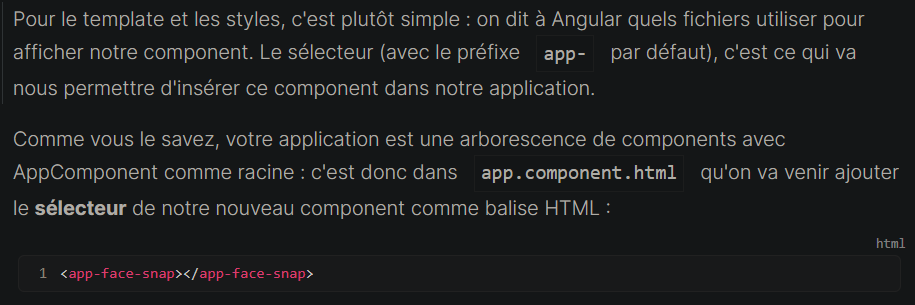 Pour le template et les styles, c'est plutôt simple : on dit à Angular quels fichiers utiliser pour
afficher notre component. Le sélecteur (avec le préfixe app- par défaut), c'est ce qui va
nous permettre d'insérer ce component dans notre application.
Comme vous le savez, votre application est une arborescence de components avec
AppComponent comme racine : c'est donc dans app.component.html qu'on va venir ajouter
le sélecteur de notre nouveau component comme balise HTML :
html
1 <app-face-snap></app-face-snap>